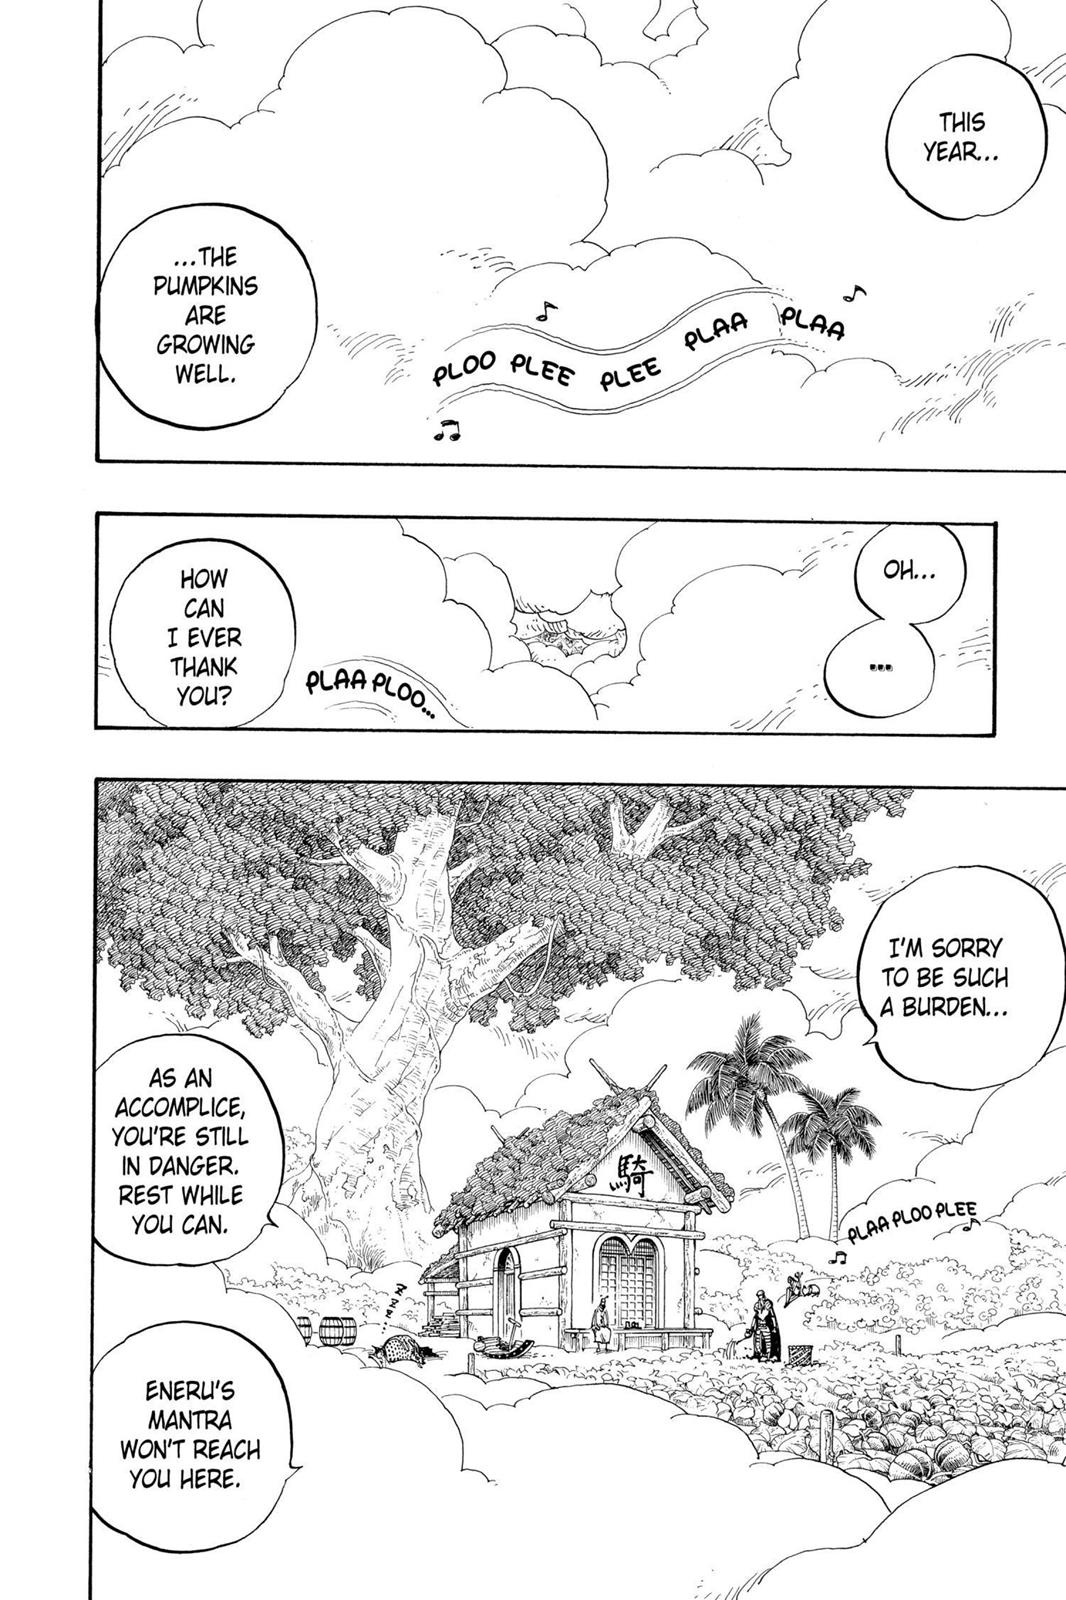 THIS
YEAR...
...THE
PUMPKINS
ARE
GROWING
WELL.
PLOO PLEE PLEE PLAA PLAA
OH...
...
HOW
CAN
I EVER
THANK
YOU?
PLAA PLOO...
I'M SORRY
TO BE SUCH
A BURDEN...
AS AN
ACCOMPLICE,
YOU'RE STILL
IN DANGER.
REST WHILE
YOU CAN.
騎
PLAA PLOO PLEE
ZZZZ...
ENERU'S
MANTRA
WON'T REACH
YOU HERE.